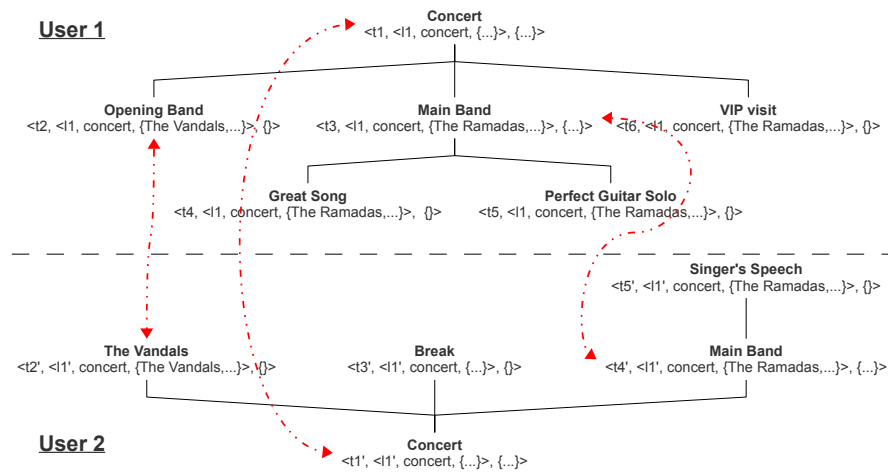 User 1
Concert
<t1, <l1, concert, {...}>, {...}>
Opening Band
<t2, <l1, concert, {The Vandals,...}>, {}>
Main Band
<t3, <l1, concert, {The Ramadas,...}>, {...}>
VIP visit
<t6, <l1, concert, {The Ramadas,...}>, {}>
Great Song
<t4, <l1, concert, {The Ramadas,...}>, {}>
Perfect Guitar Solo
<t5, <l1, concert, {The Ramadas,...}>, {}>
Singer's Speech
<t5', <l1', concert, {The Ramadas,...}>, {}>
The Vandals
<t2', <l1', concert, {The Vandals,...}>, {}>
Break
<t3', <l1', concert, {...}>, {}>
Main Band
<t4', <l1', concert, {The Ramadas,...}>, {...}>
User 2
Concert
<t1', <l1', concert, {...}>, {...}>